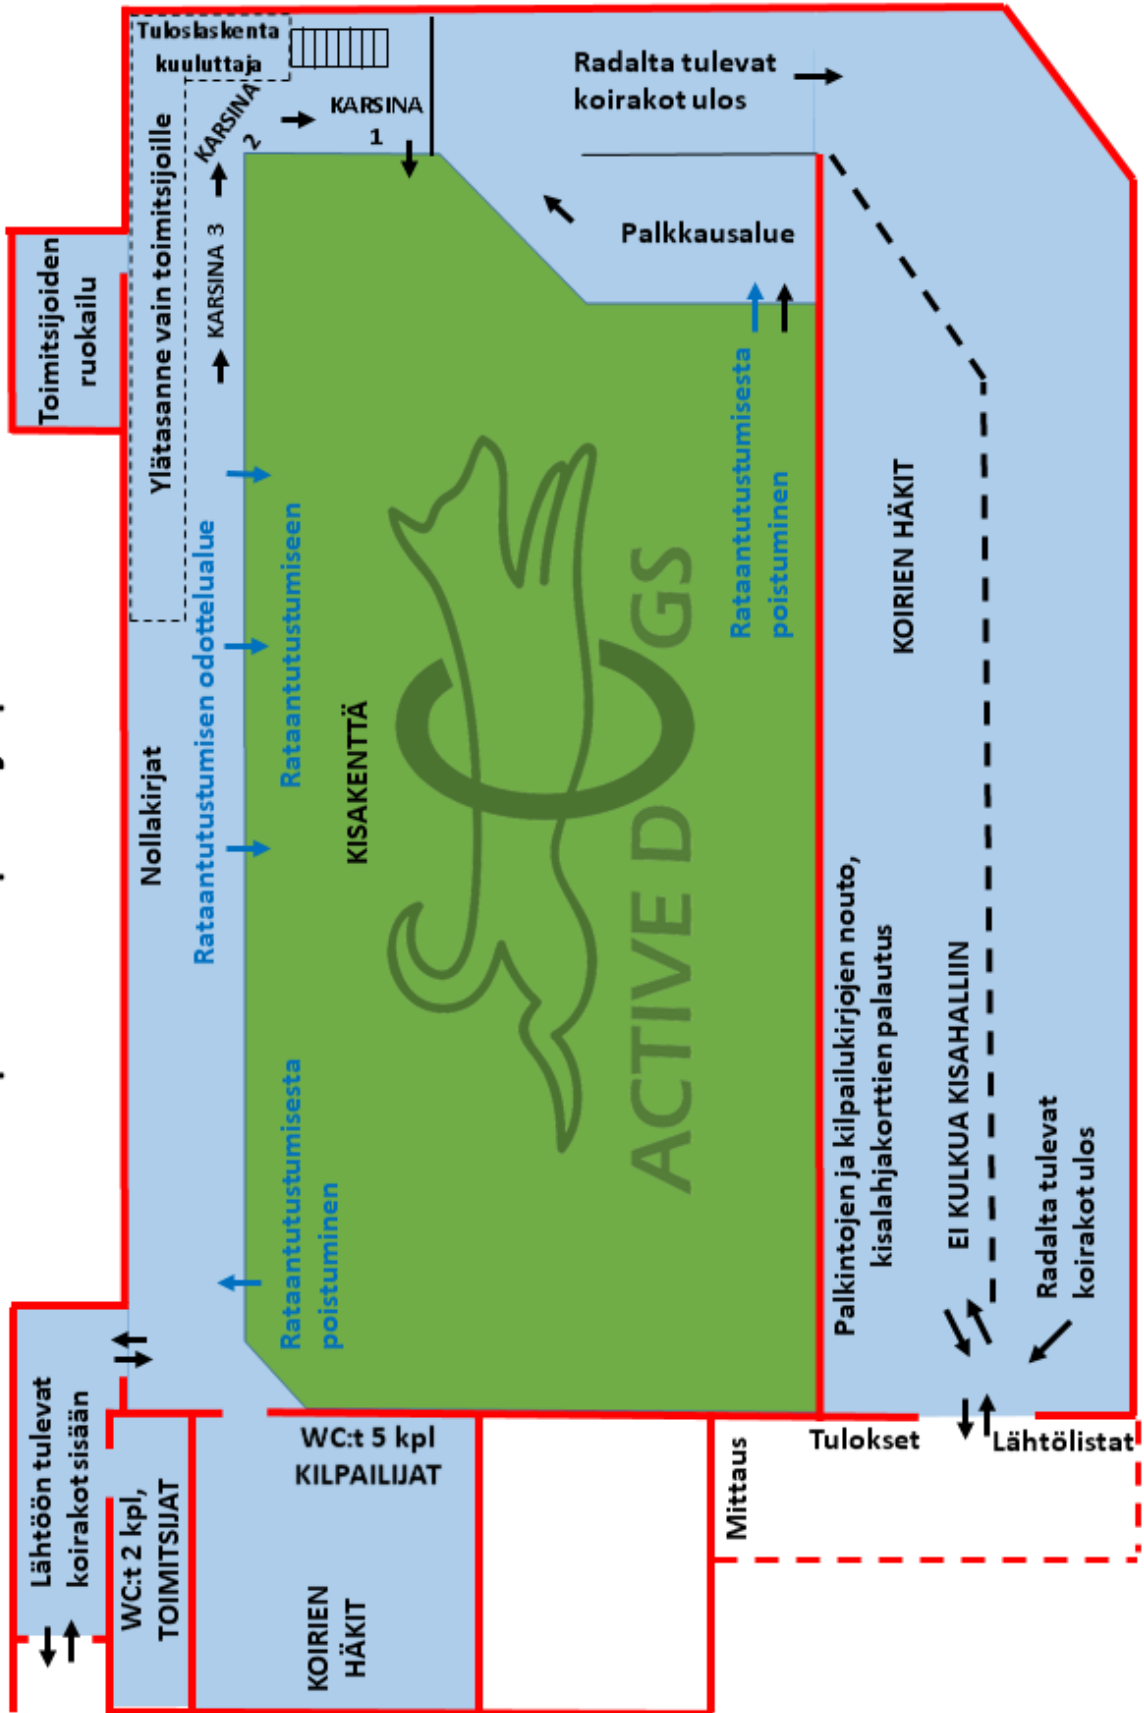 Tuloslaskenta
kuuluttaja
Radalta tulevat
koirakot ulos
KARSINA
1
KARSINA
2
KARSINA 3
Ylätasanne vain toimitsijoille
Toimitsijoiden
ruokailu
Palkkausalue
Nollakirjat
Rataantutustumisen odottelualue
Rataantutustumiseen
KISAKENTTÄ
Rataantutustumisesta
poistuminen
ACTIVE DOGS
KOIRIEN HÄKIT
Rataantutustumisesta
poistuminen
Palkintojen ja kilpailukirjojen nouto,
kisalahjakorttien palautus
EI KULKUA KISAHALLIIN
Radalta tulevat
koirakot ulos
Lähtöön tulevat
koirakot sisään
WC:t 2 kpl,
TOIMITSIJAT
WC:t 5 kpl
KILPAILIJAT
KOIRIEN
HÄKIT
Mittaus
Tulokset
Lähtölistat